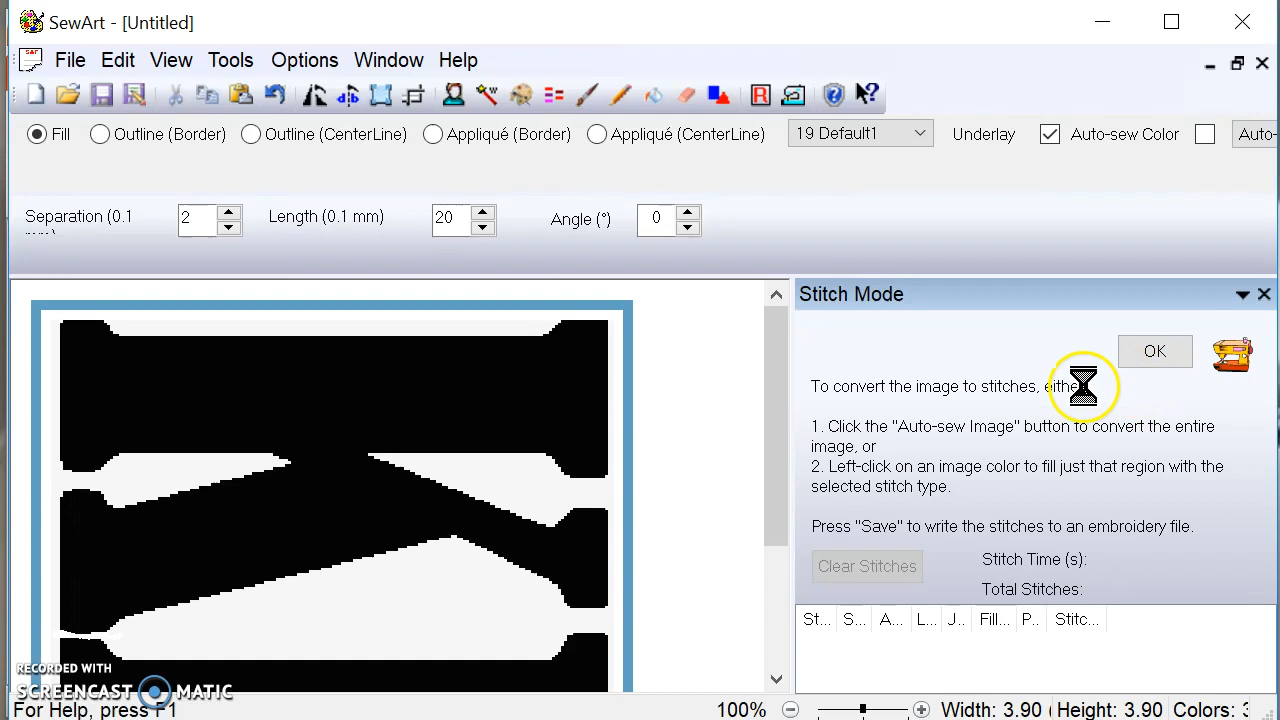 SewArt - [Untitled]
File Edit View Tools Options Window Help
Fill Outline (Border) Outline (CenterLine) Appliqué (Border) Appliqué (CenterLine) 19 Default1 Underlay Auto-sew Color Auto-
Separation (0.1 2 Length (0.1 mm) 20 Angle (°) 0
Stitch Mode
OK
To convert the image to stitches,
1. Click the "Auto-sew Image" button to convert the entire
image, or
2. Left-click on an image color to fill just that region with the
selected stitch type.
Press "Save" to write the stitches to an embroidery file.
Clear Stitches Stitch Time (s):
Total Stitches:
St... S... A... L... J.. Fill... P.. Stitc...
RECORDED WITH
SCREENCAST MATIC
For Help, press F1 100% Width: 3.90 ( Height: 3.90 Colors: